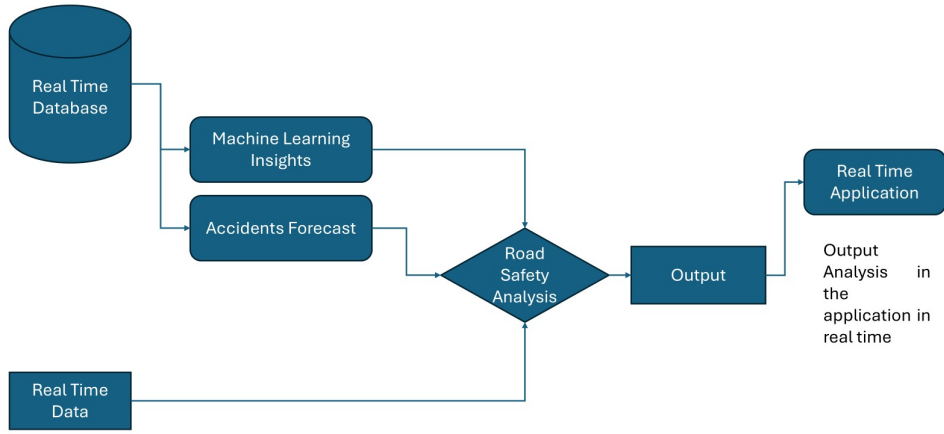 Real Time
Database
Machine Learning
Insights
Accidents Forecast
Road
Safety
Analysis
Output
Real Time
Application
Output
Analysis in
the
application in
real time
Real Time
Data